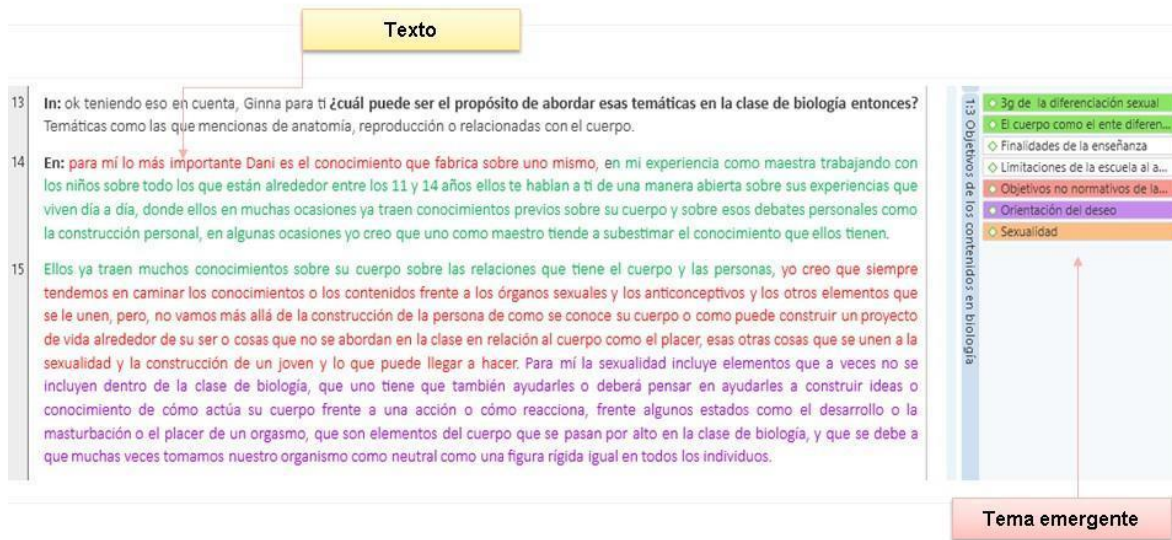 Texto
13 In: ok teniendo eso en cuenta, Ginna para ti ¿cuál puede ser el propósito de abordar esas temáticas en la clase de biología entonces?
Temáticas como las que mencionas de anatomía, reproducción o relacionadas con el cuerpo.
14 En: para mí lo más importante Dani es el conocimiento que fabrica sobre uno mismo, en mi experiencia como maestra trabajando con
los niños sobre todo los que están alrededor entre los 11 y 14 años ellos te hablan a ti de una manera abierta sobre sus experiencias que
viven día a día, donde ellos en muchas ocasiones ya traen conocimientos previos sobre su cuerpo y sobre esos debates personales como
la construcción personal, en algunas ocasiones yo creo que uno como maestro tiende a subestimar el conocimiento que ellos tienen.
15 Ellos ya traen muchos conocimientos sobre su cuerpo sobre las relaciones que tiene el cuerpo y las personas, yo creo que siempre
tendemos en caminar los conocimientos o los contenidos frente a los órganos sexuales y los anticonceptivos y los otros elementos que
se le unen, pero, no vamos más allá de la construcción de la persona de como se conoce su cuerpo o como puede construir un proyecto
de vida alrededor de su ser o cosas que no se abordan en la clase en relación al cuerpo como el placer, esas otras cosas que se unen a la
sexualidad y la construcción de un joven y lo que puede llegar a hacer. Para mí la sexualidad incluye elementos que a veces no se
incluyen dentro de la clase de biología, que uno tiene que también ayudarles o deberá pensar en ayudarles a construir ideas o
conocimiento de cómo actúa su cuerpo frente a una acción o cómo reacciona, frente algunos estados como el desarrollo o la
masturbación o el placer de un orgasmo, que son elementos del cuerpo que se pasan por alto en la clase de biología, y que se debe a
que muchas veces tomamos nuestro organismo como neutral como una figura rígida igual en todos los individuos.
1:3 Objetivos de los contenidos en biología
3g de la diferenciación sexual
El cuerpo como el ente diferen...
Finalidades de la enseñanza
Limitaciones de la escuela al a...
Objetivos no normativos de la...
Orientación del deseo
Sexualidad
Tema emergente